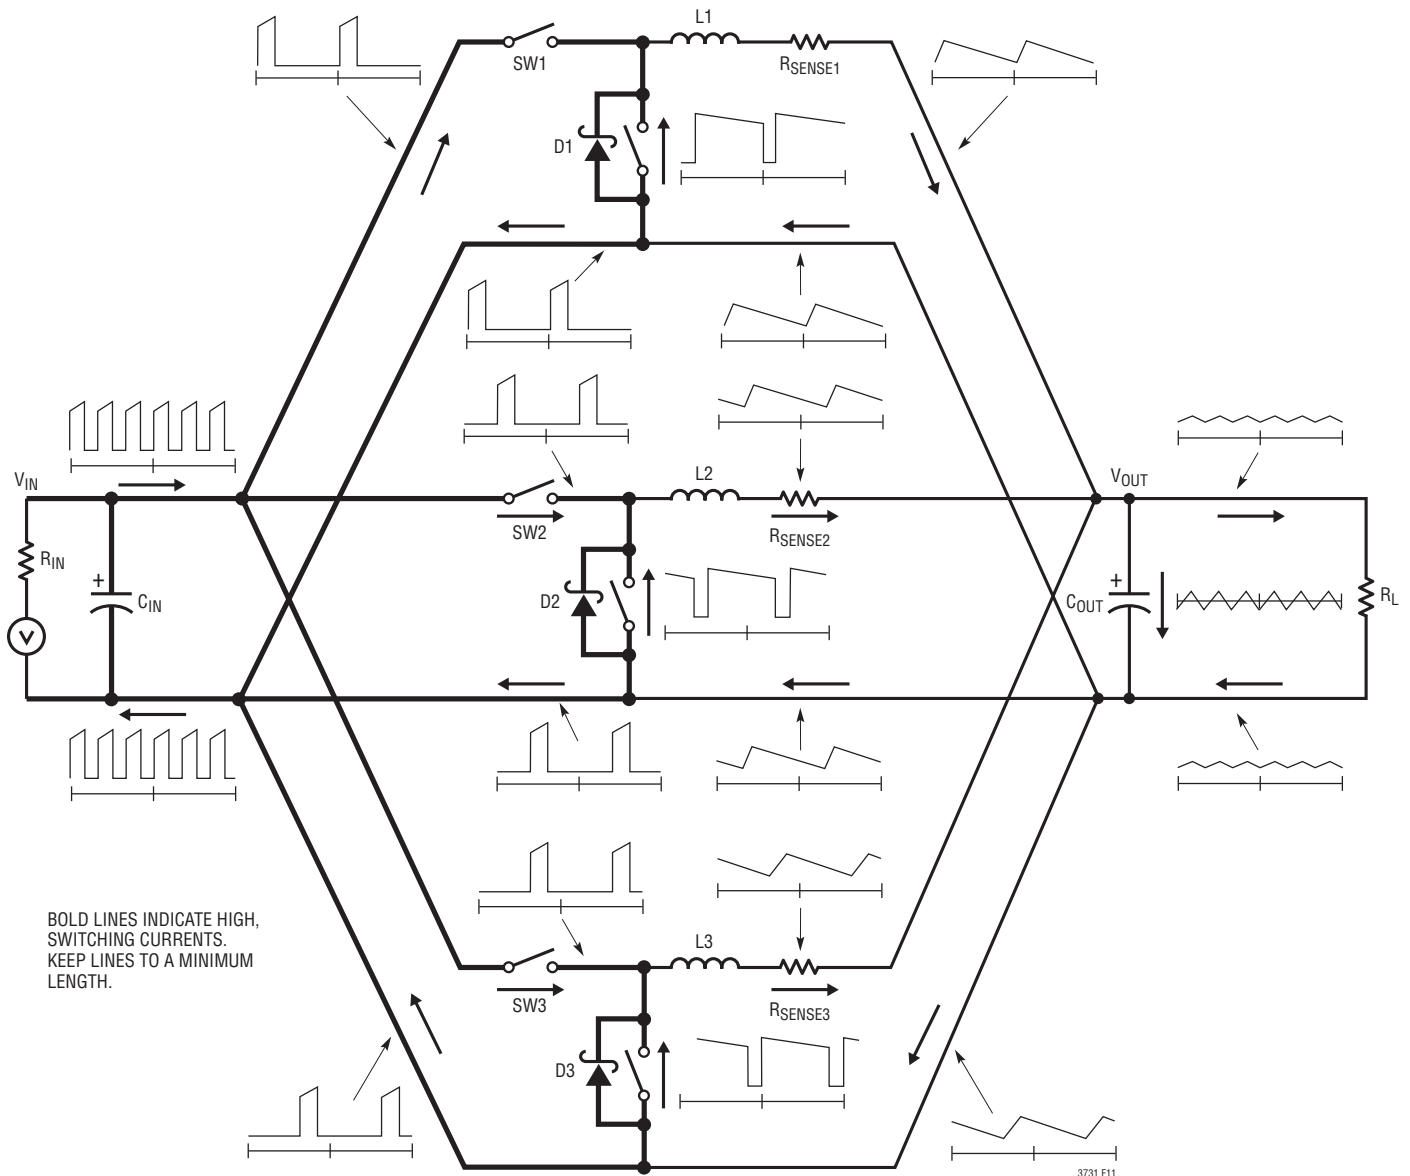 L1
SW1
RSENSE1
D1
VIN
L2
VOUT
SW2
RSENSE2
RIN
+
CIN
D2
+
COUT
RL
V
BOLD LINES INDICATE HIGH,
SWITCHING CURRENTS.
KEEP LINES TO A MINIMUM
LENGTH.
L3
SW3
RSENSE3
D3
3731 F11